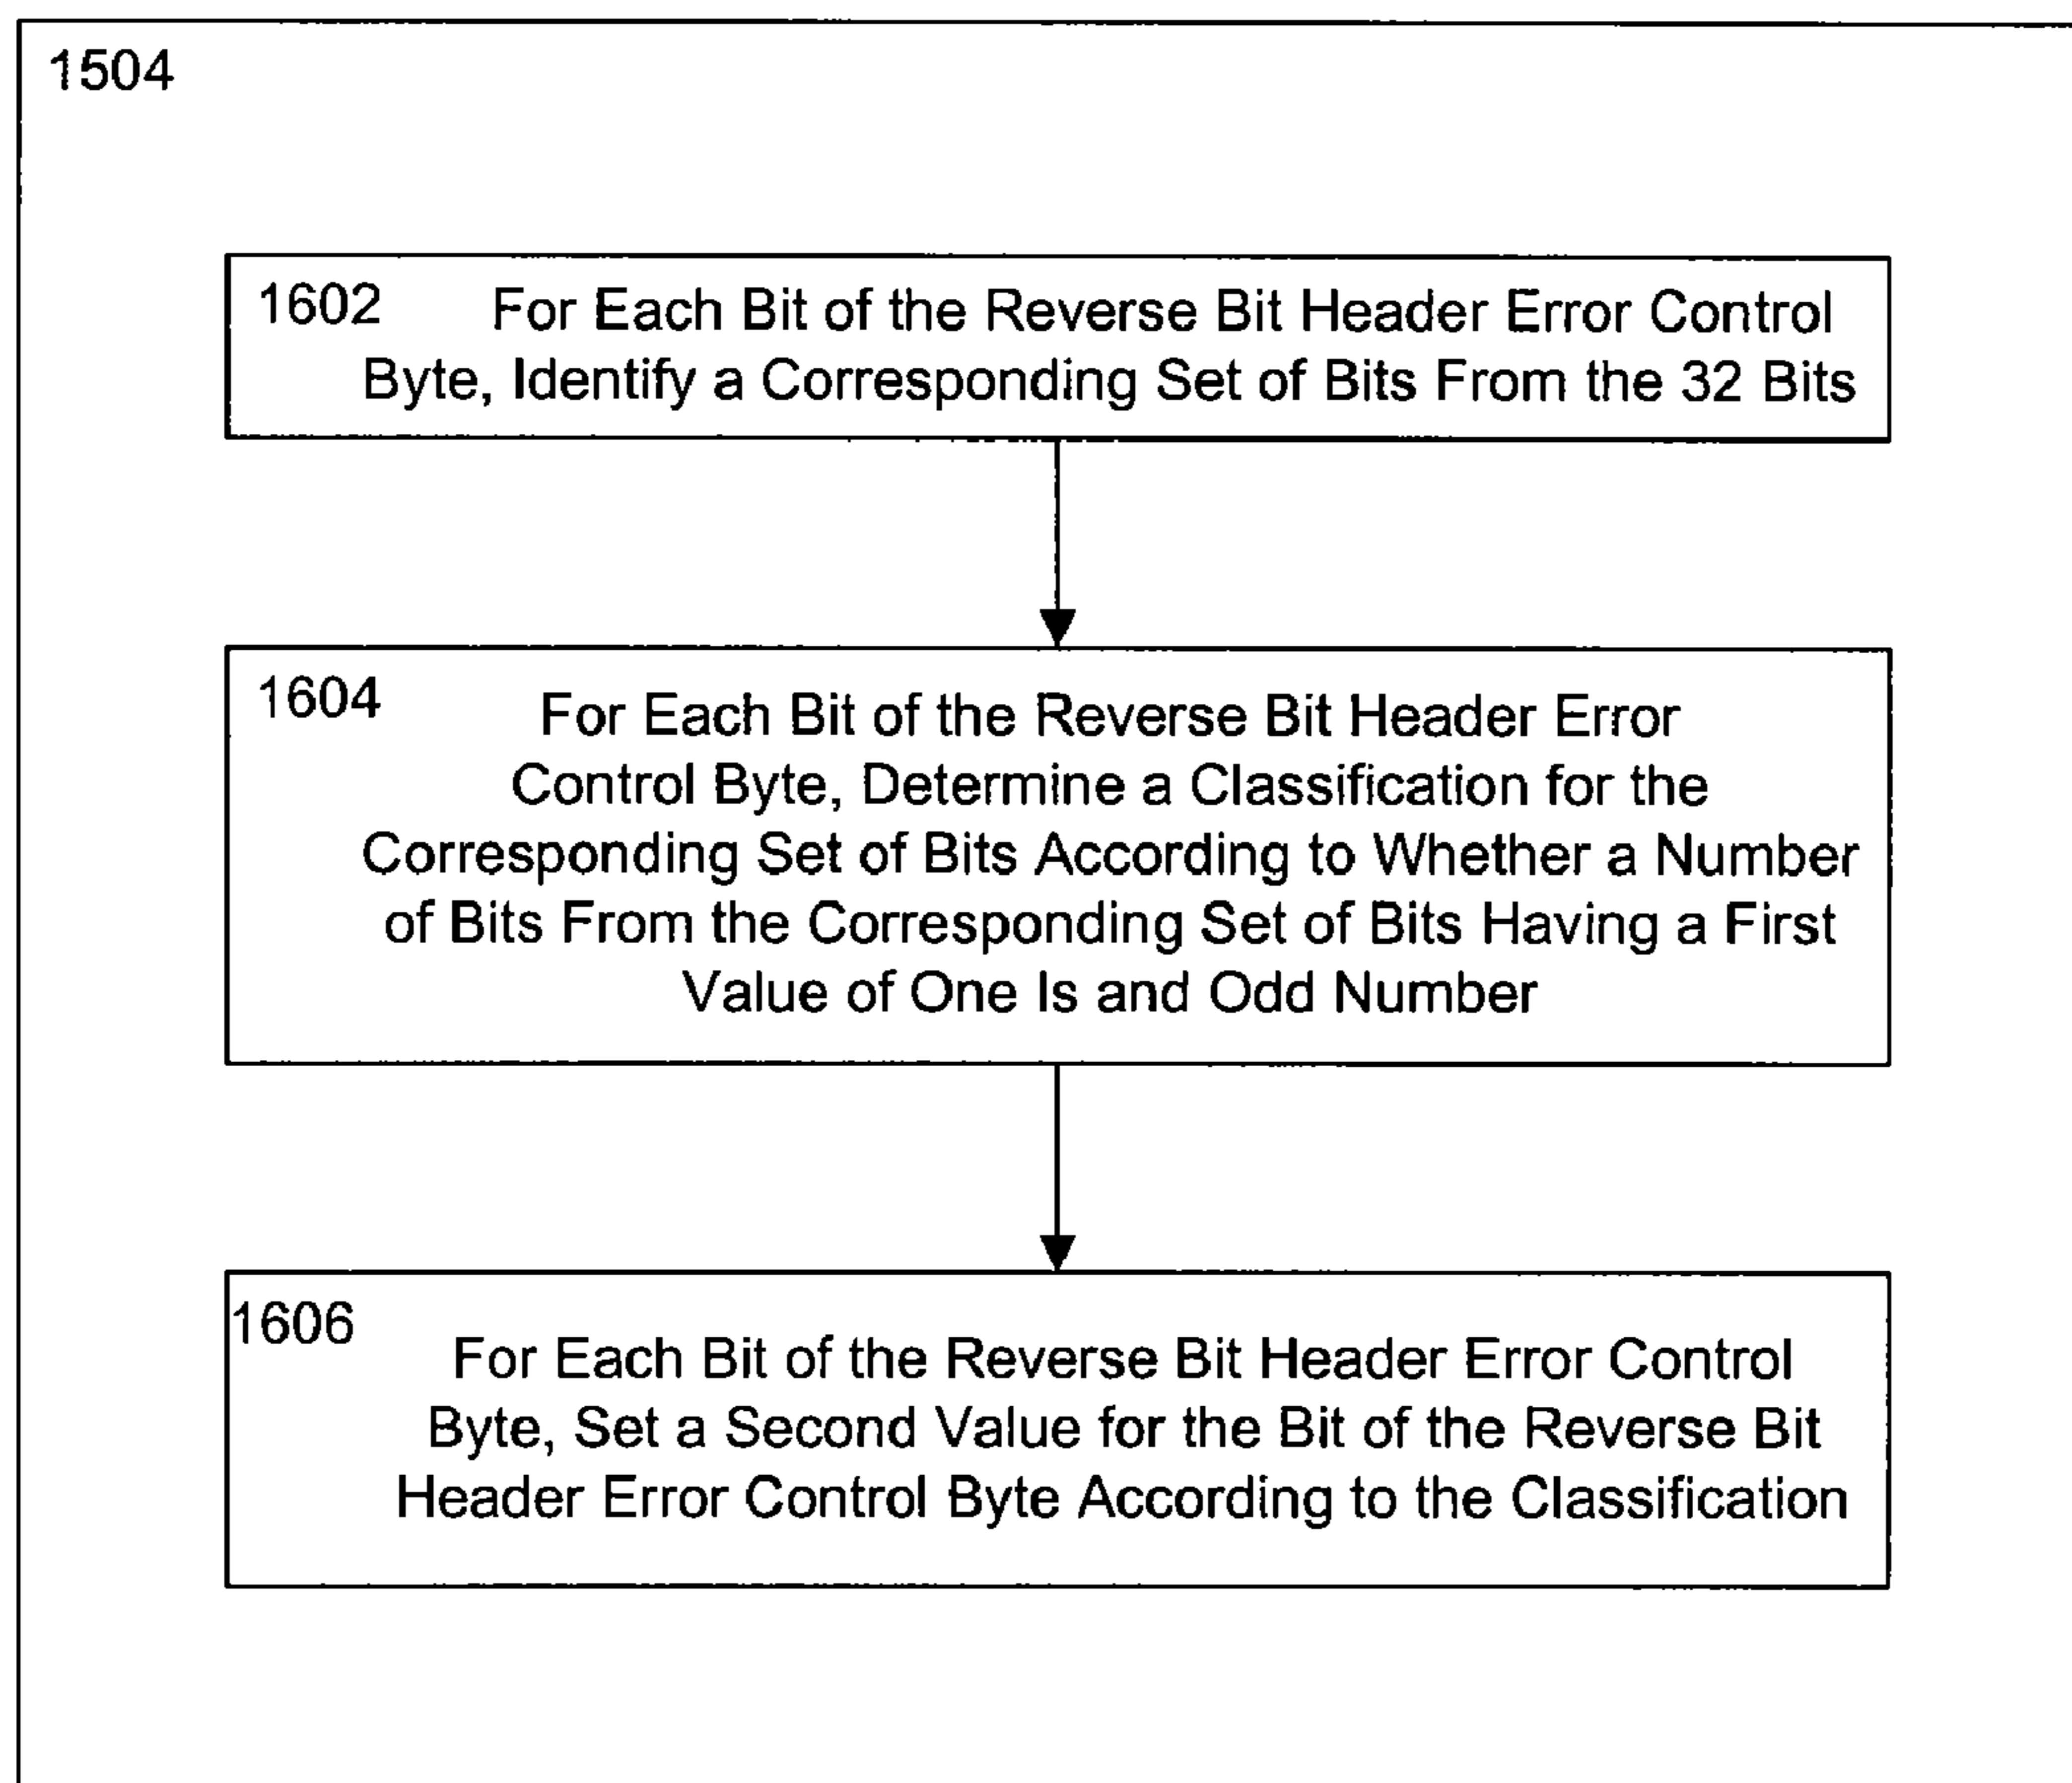 1504
1602 For Each Bit of the Reverse Bit Header Error Control
Byte, Identify a Corresponding Set of Bits From the 32 Bits
1604 For Each Bit of the Reverse Bit Header Error
Control Byte, Determine a Classification for the
Corresponding Set of Bits According to Whether a Number
of Bits From the Corresponding Set of Bits Having a First
Value of One Is and Odd Number
1606
For Each Bit of the Reverse Bit Header Error Control
Byte, Set a Second Value for the Bit of the Reverse Bit
Header Error Control Byte According to the Classification